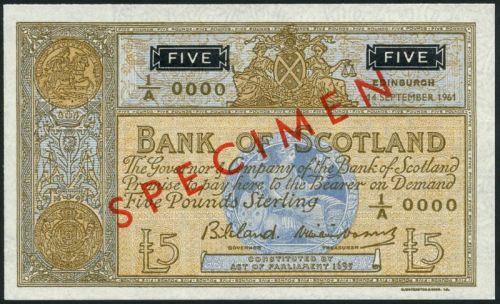 FIVE FIVE
1/A 0000 EDINBURGH
14 SEPTEMBER 1961
BANK OF SCOTLAND
The Governor & Company of the Bank of Scotland
Promise to pay here to the Bearer on Demand
Five Pounds Sterling 1/A 0000
SPECIMEN
GOVERNOR TREASURER
£5 CONSTITUTED BY £5
ACT OF PARLIAMENT 1695